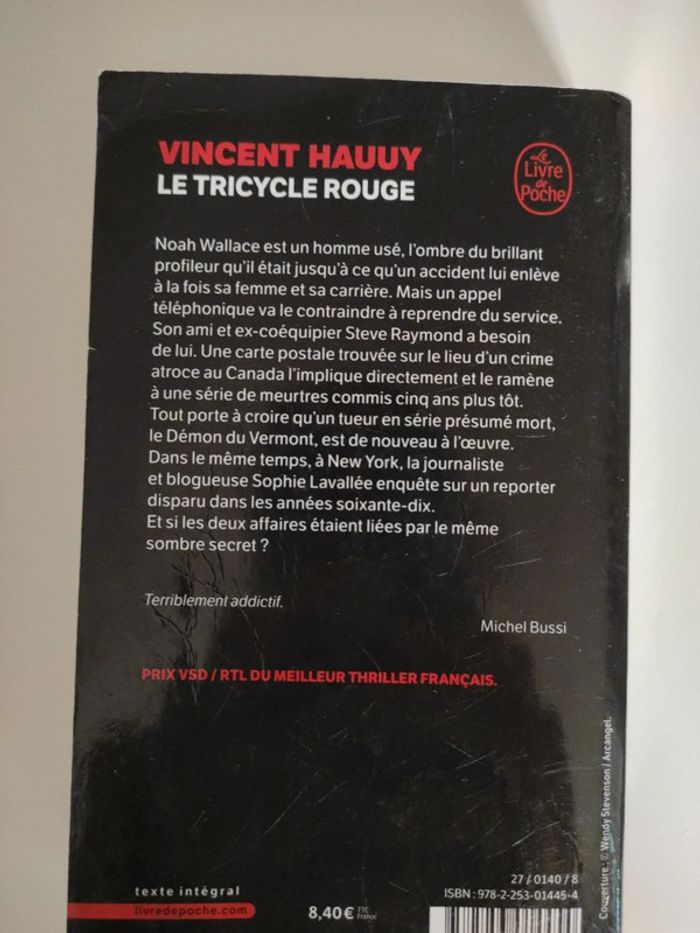 VINCENT HAUUY
LE TRICYCLE ROUGE
Le
Livre
de
Poche
Noah Wallace est un homme usé, l'ombre du brillant
profileur qu'il était jusqu'à ce qu'un accident lui enlève
à la fois sa femme et sa carrière. Mais un appel
téléphonique va le contraindre à reprendre du service.
Son ami et ex-coéquipier Steve Raymond a besoin
de lui. Une carte postale trouvée sur le lieu d'un crime
atroce au Canada l'implique directement et le ramène
à une série de meurtres commis cinq ans plus tôt.
Tout porte à croire qu'un tueur en série présumé mort,
le Démon du Vermont, est de nouveau à l'œuvre.
Dans le même temps, à New York, la journaliste
et blogueuse Sophie Lavallée enquête sur un reporter
disparu dans les années soixante-dix.
Et si les deux affaires étaient liées par le même
sombre secret ?
Terriblement addictif.
Michel Bussi
PRIX VSD / RTL DU MEILLEUR THRILLER FRANÇAIS.
Couverture : © Wendy Stevenson / Arcangel.
texte intégral
livredepoche.com
8,40 € TTC
France
27 / 0140 / 8
ISBN : 978-2-253-01445-4